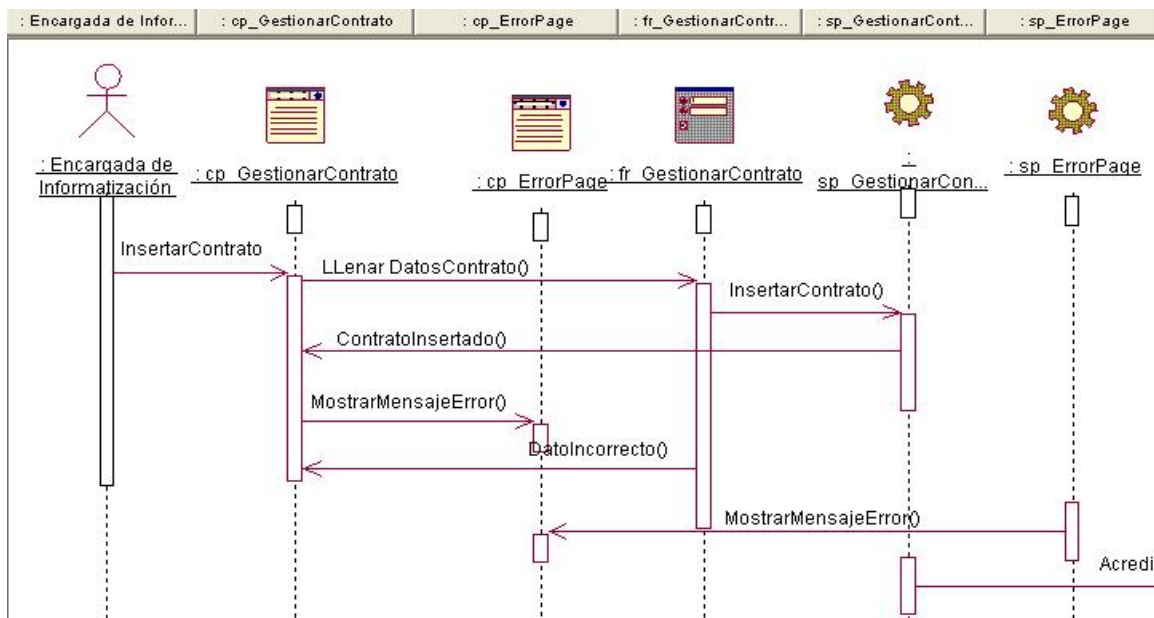 : Encargada de Infor...
: cp_GestionarContrato
: cp_ErrorPage
: fr_GestionarContr...
: sp_GestionarCont...
: sp_ErrorPage
: Encargada de
Informatización
: cp_GestionarContrato
: cp_ErrorPage
: fr_GestionarContrato
:
sp_GestionarCon...
: sp_ErrorPage
InsertarContrato
LLenar DatosContrato()
InsertarContrato()
ContratoInsertado()
MostrarMensajeError()
DatoIncorrecto()
MostrarMensajeError()
Acredi